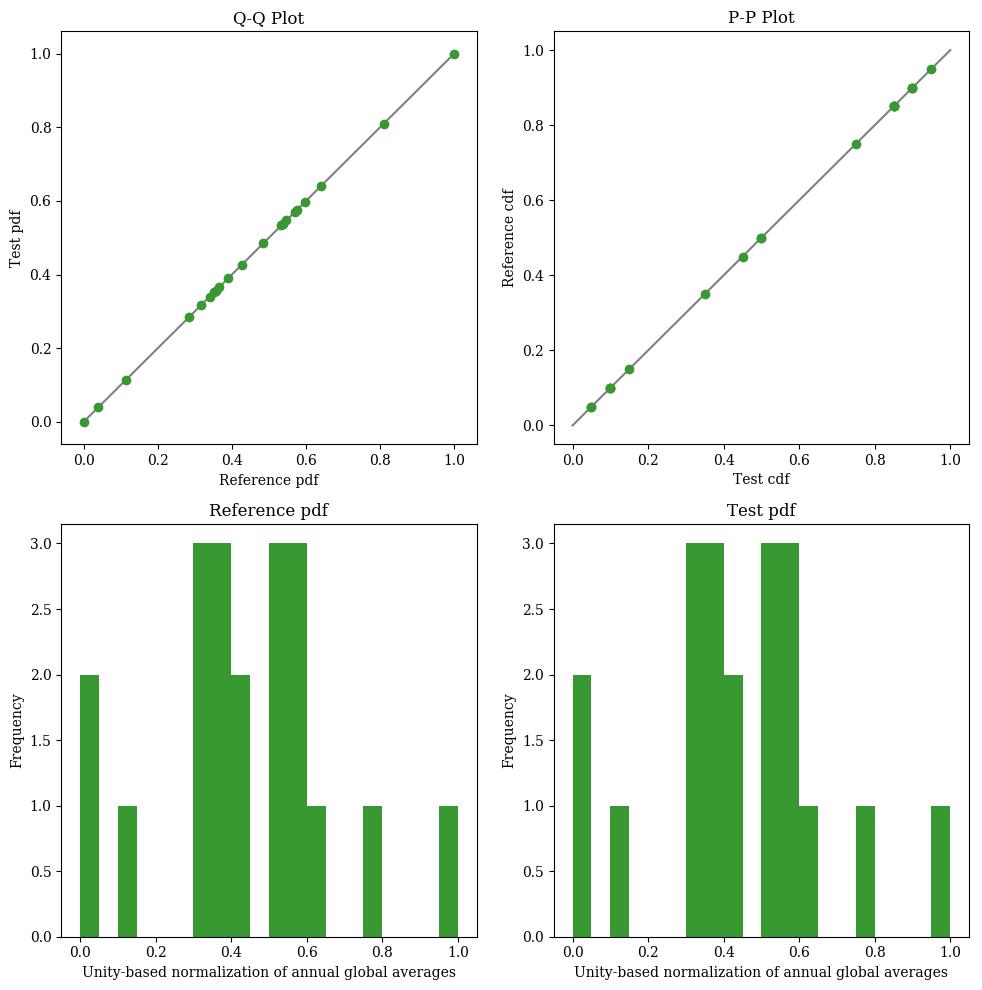 Q-Q Plot
1.0
0.8
0.6
0.4
0.2
0.0
Test pdf
0.0 0.2 0.4 0.6 0.8 1.0
Reference pdf
P-P Plot
1.0
0.8
0.6
0.4
0.2
0.0
Reference cdf
0.0 0.2 0.4 0.6 0.8 1.0
Test cdf
Reference pdf
3.0
2.5
2.0
1.5
1.0
0.5
0.0
Frequency
0.0 0.2 0.4 0.6 0.8 1.0
Unity-based normalization of annual global averages
Test pdf
3.0
2.5
2.0
1.5
1.0
0.5
0.0
Frequency
0.0 0.2 0.4 0.6 0.8 1.0
Unity-based normalization of annual global averages